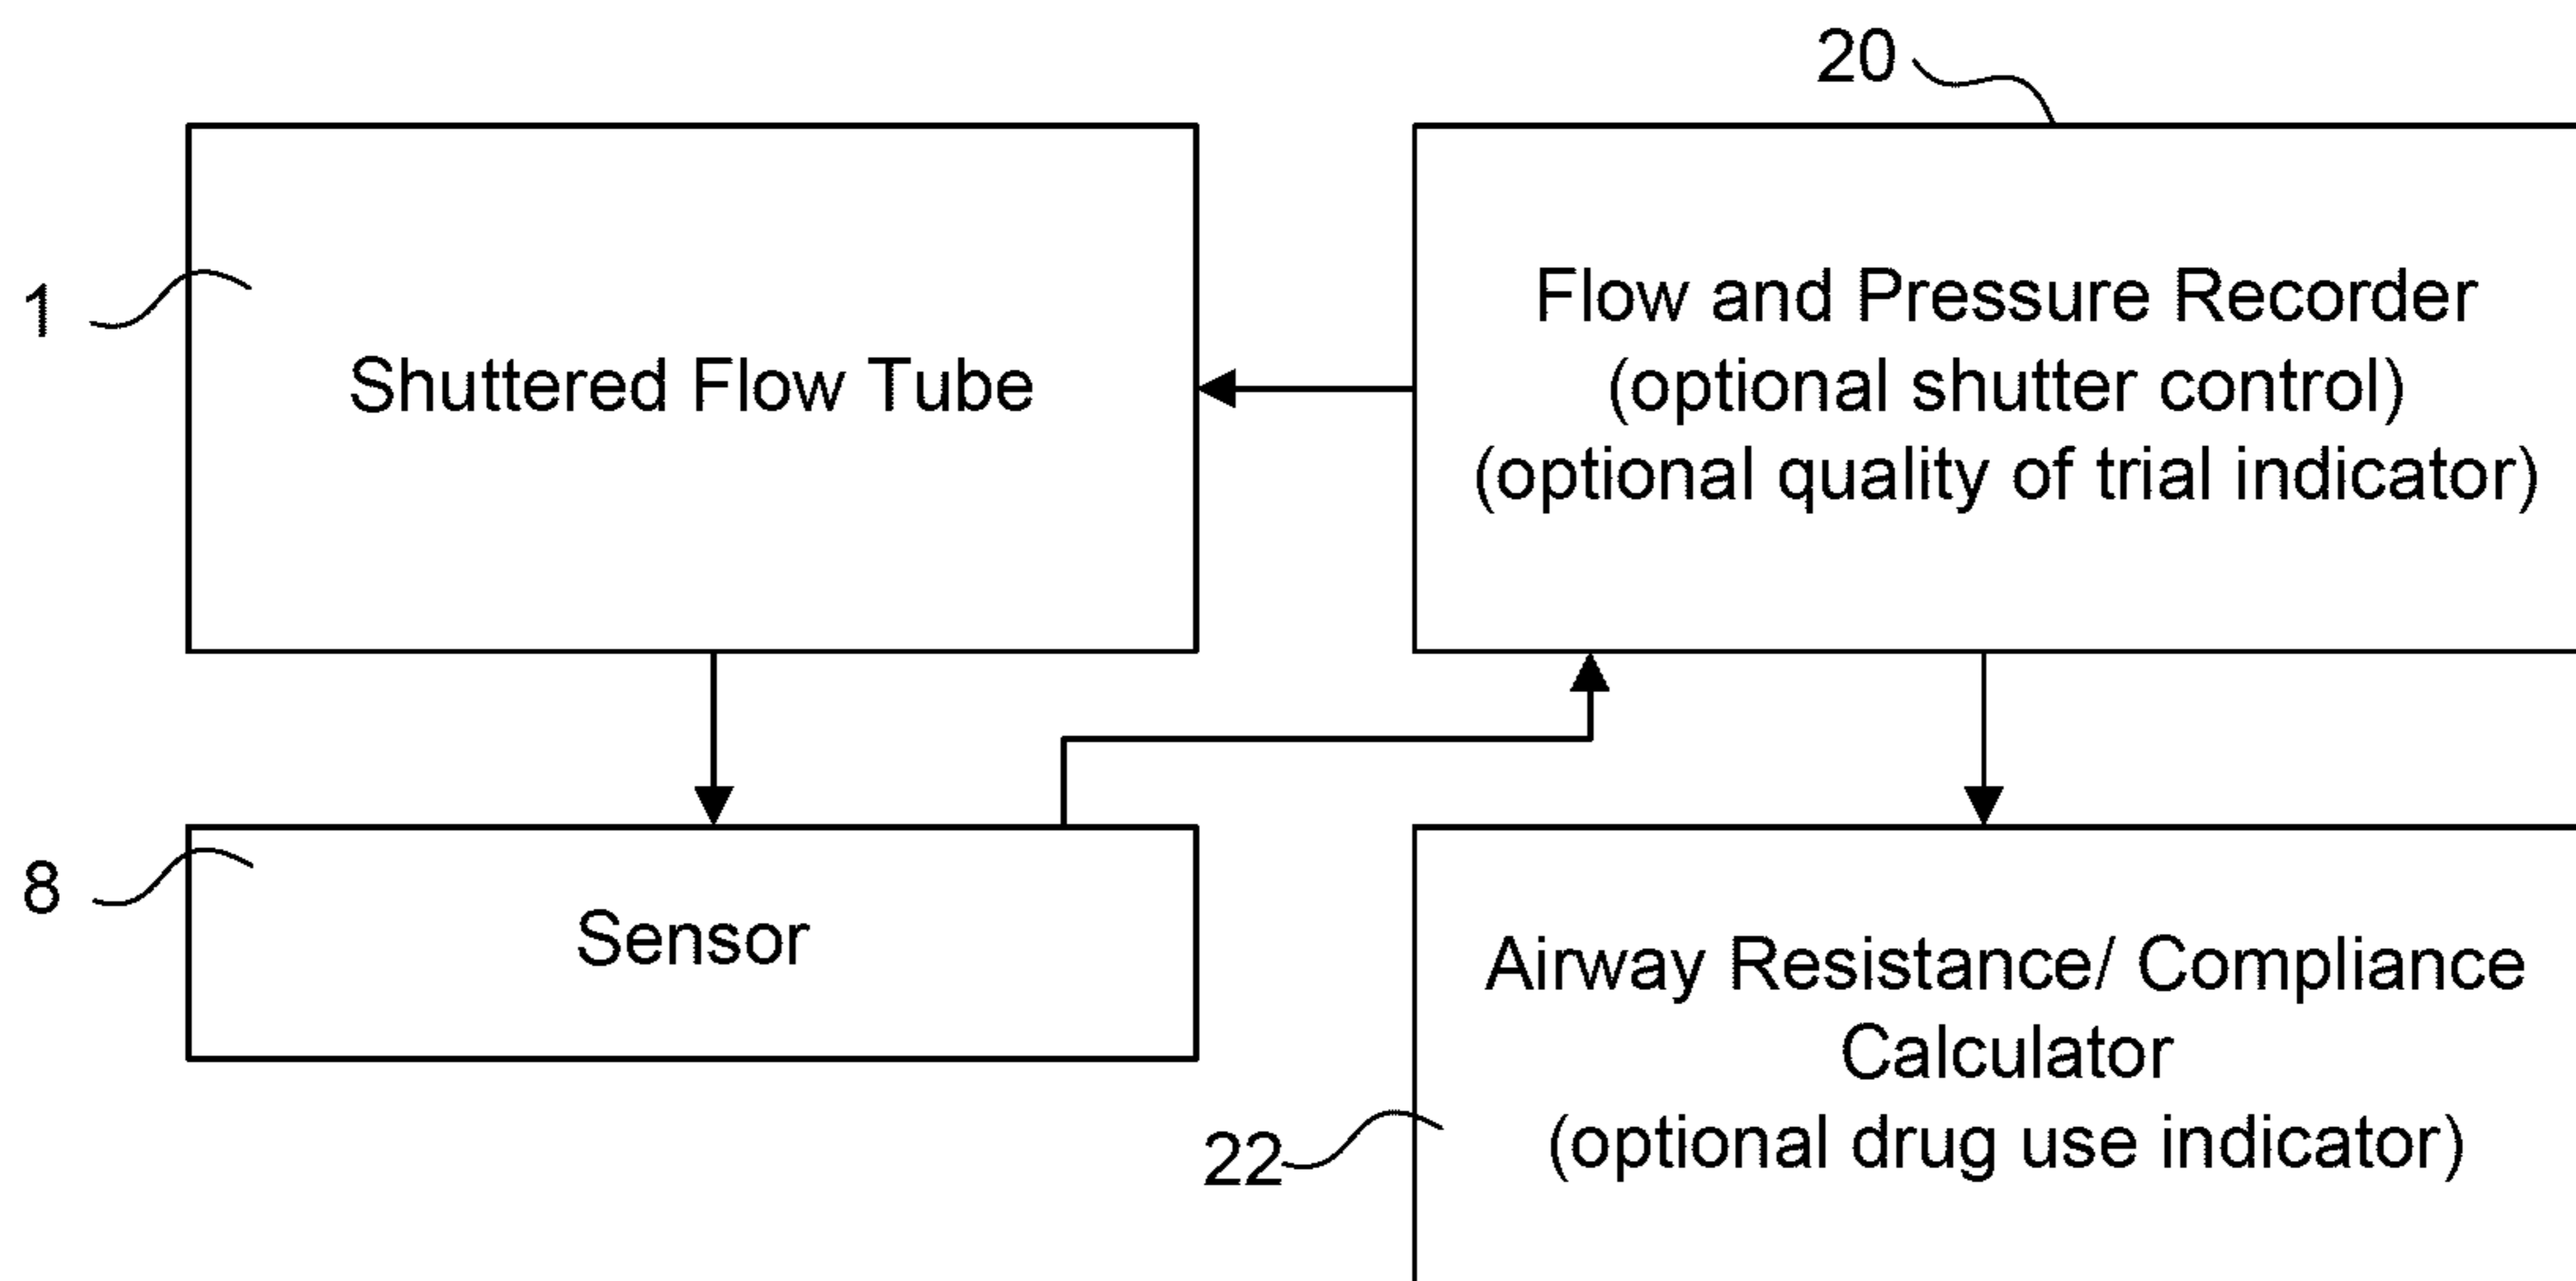 20
1
Shuttered Flow Tube
Flow and Pressure Recorder
(optional shutter control)
(optional quality of trial indicator)
8
Sensor
Airway Resistance/ Compliance
Calculator
(optional drug use indicator)
22